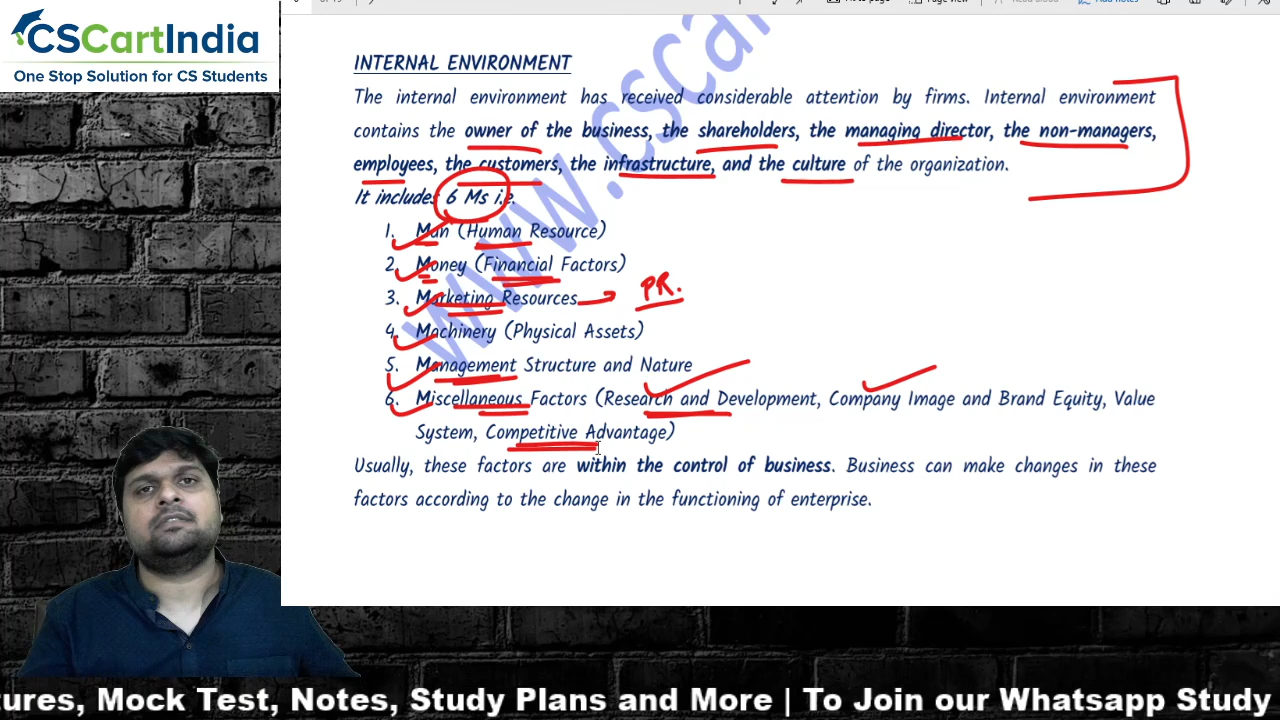 CSCartIndia
One Stop Solution for CS Students
INTERNAL ENVIRONMENT
The internal environment has received considerable attention by firms. Internal environment
contains the owner of the business, the shareholders, the managing director, the non-managers,
employees, the customers, the infrastructure, and the culture of the organization.
It includes 6 Ms i.e.
1. Man (Human Resource)
2. Money (Financial Factors)
3. Marketing Resources PR.
4. Machinery (Physical Assets)
5. Management Structure and Nature
6. Miscellaneous Factors (Research and Development, Company Image and Brand Equity, Value
System, Competitive Advantage)
Usually, these factors are within the control of business. Business can make changes in these
factors according to the change in the functioning of enterprise.
www.cscar
tures, Mock Test, Notes, Study Plans and More | To Join our Whatsapp Study